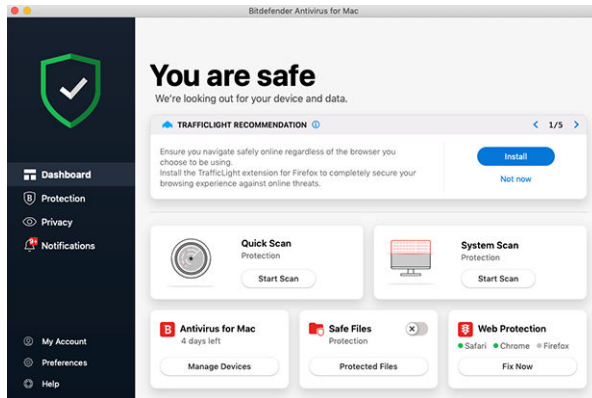 Bitdefender Antivirus for Mac
You are safe
We're looking out for your device and data.
TRAFFICLIGHT RECOMMENDATION
1/5
Ensure you navigate safely online regardless of the browser you
choose to be using.
Install the TrafficLight extension for Firefox to completely secure your
browsing experience against online threats.
Install
Not now
Dashboard
B Protection
Privacy
9+ Notifications
Quick Scan
Protection
Start Scan
System Scan
Protection
Start Scan
B Antivirus for Mac
4 days left
Manage Devices
Safe Files
Protection
Protected Files
Web Protection
Safari Chrome Firefox
Fix Now
My Account
Preferences
Help